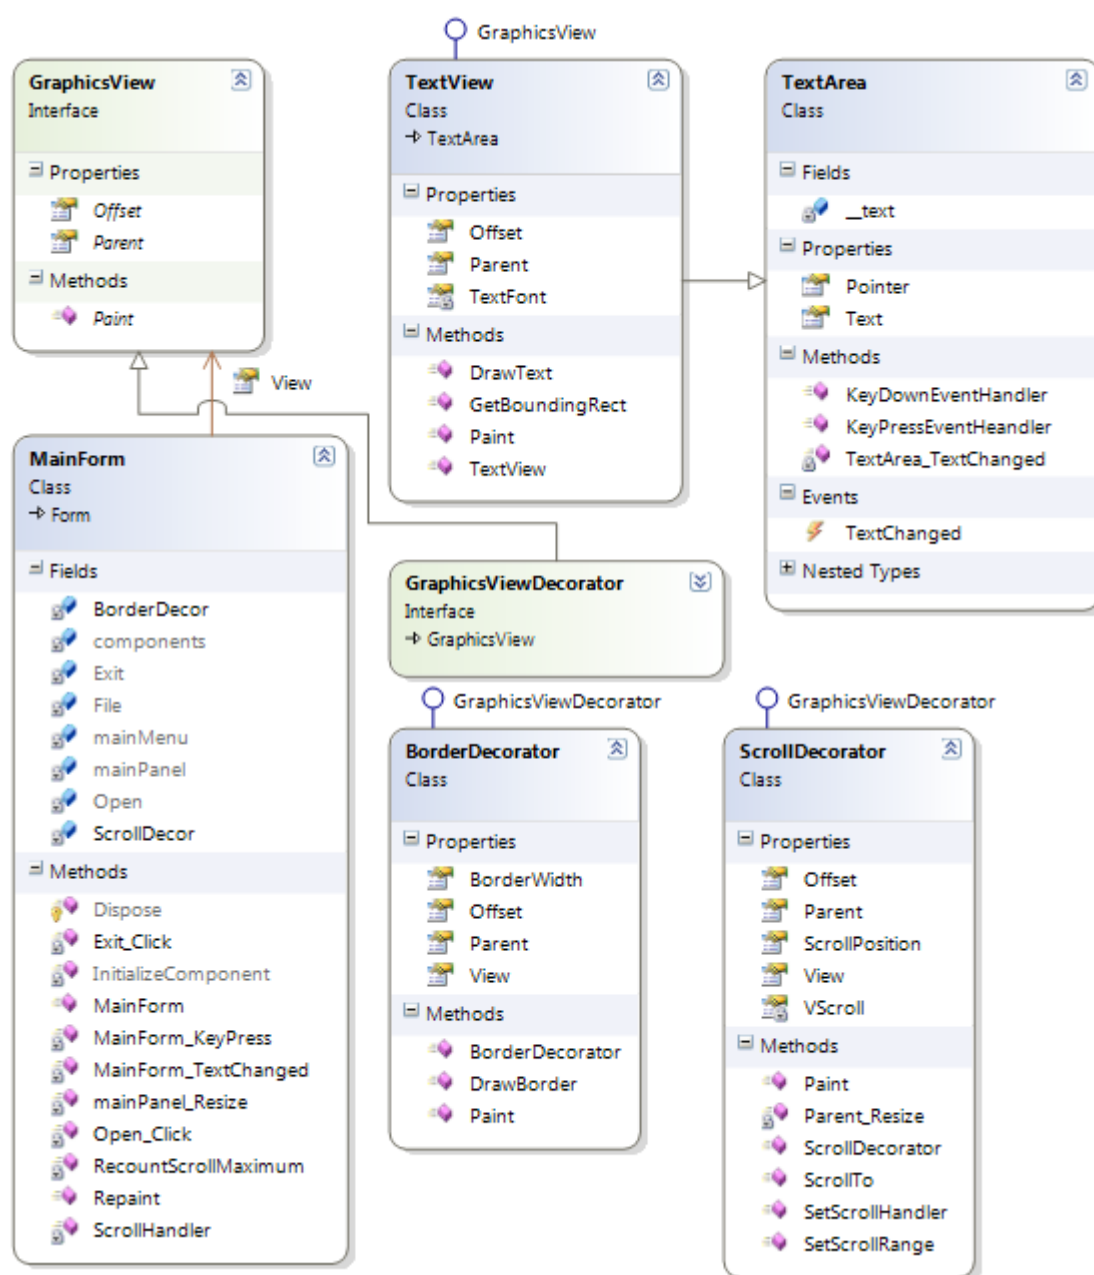 GraphicsView
Interface
Properties
Offset
Parent
Methods
Paint
GraphicsView
TextView
Class
TextArea
Properties
Offset
Parent
TextFont
Methods
DrawText
GetBoundingRect
Paint
TextView
TextArea
Class
Fields
__text
Properties
Pointer
Text
Methods
KeyDownEventHandler
KeyPressEventHeandler
TextArea_TextChanged
Events
TextChanged
Nested Types
View
MainForm
Class
Form
Fields
BorderDecor
components
Exit
File
mainMenu
mainPanel
Open
ScrollDecor
Methods
Dispose
Exit_Click
InitializeComponent
MainForm
MainForm_KeyPress
MainForm_TextChanged
mainPanel_Resize
Open_Click
RecountScrollMaximum
Repaint
ScrollHandler
GraphicsViewDecorator
Interface
GraphicsView
GraphicsViewDecorator
BorderDecorator
Class
Properties
BorderWidth
Offset
Parent
View
Methods
BorderDecorator
DrawBorder
Paint
GraphicsViewDecorator
ScrollDecorator
Class
Properties
Offset
Parent
ScrollPosition
View
VScroll
Methods
Paint
Parent_Resize
ScrollDecorator
ScrollTo
SetScrollHandler
SetScrollRange